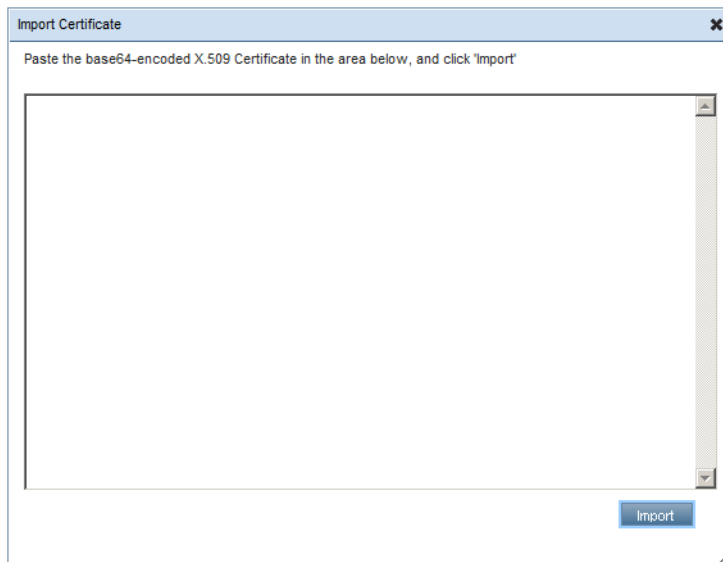 Import Certificate
Paste the base64-encoded X.509 Certificate in the area below, and click 'Import'
Import